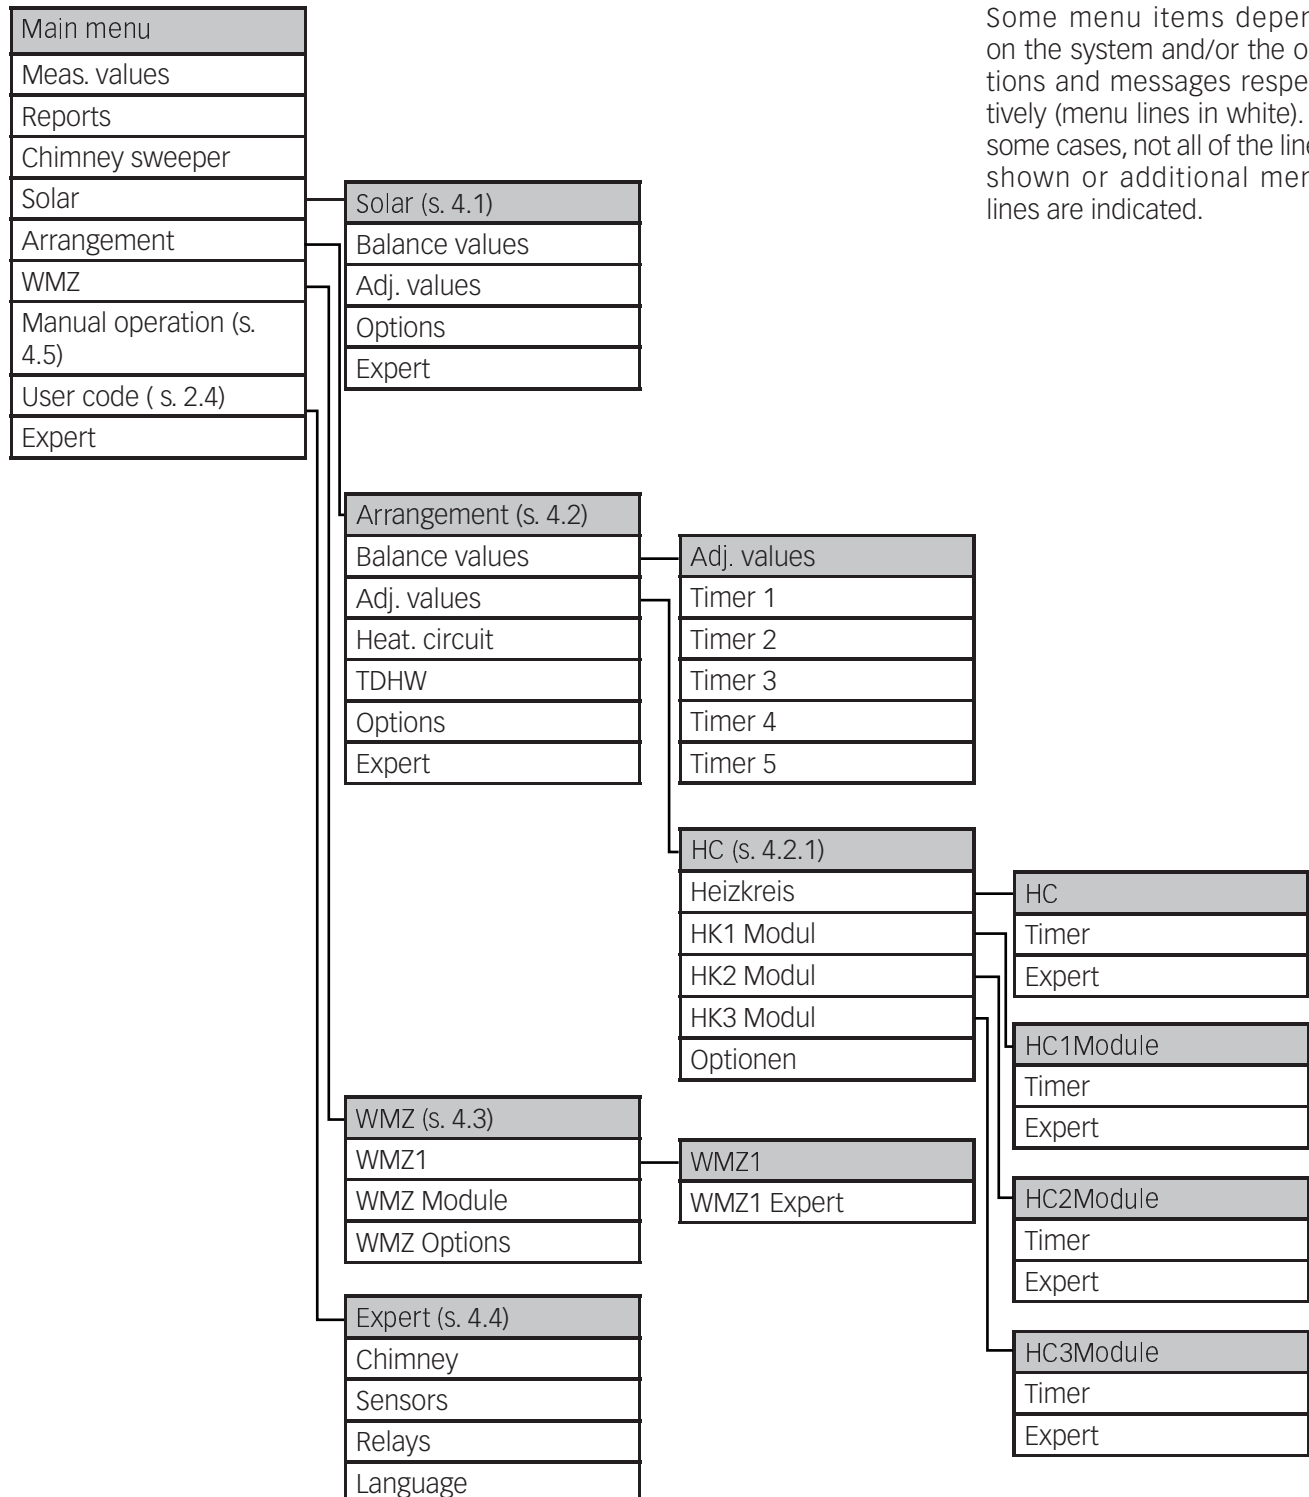 Main menu
Meas. values
Reports
Chimney sweeper
Solar
Arrangement
WMZ
Manual operation (s.
4.5)
User code ( s. 2.4)
Expert
Solar (s. 4.1)
Balance values
Adj. values
Options
Expert
Arrangement (s. 4.2)
Balance values
Adj. values
Heat. circuit
TDHW
Options
Expert
Adj. values
Timer 1
Timer 2
Timer 3
Timer 4
Timer 5
HC (s. 4.2.1)
Heizkreis
HK1 Modul
HK2 Modul
HK3 Modul
Optionen
HC
Timer
Expert
HC1Module
Timer
Expert
HC2Module
Timer
Expert
HC3Module
Timer
Expert
WMZ (s. 4.3)
WMZ1
WMZ Module
WMZ Options
WMZ1
WMZ1 Expert
Expert (s. 4.4)
Chimney
Sensors
Relays
Language
Some menu items
on the system and/or the
tions and messages
tively (menu lines in white).
some cases, not all of the
shown or additional
lines are indicated.